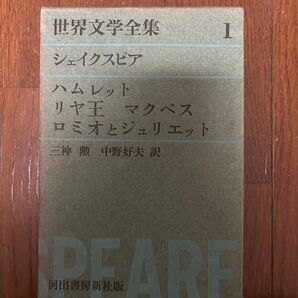 世界文学全集 1
シェイクスピア
ハムレット
リヤ王 マクベス
ロミオとジュリエット
三神 勲 中野好夫 訳
SPEARE
河出書房新社版